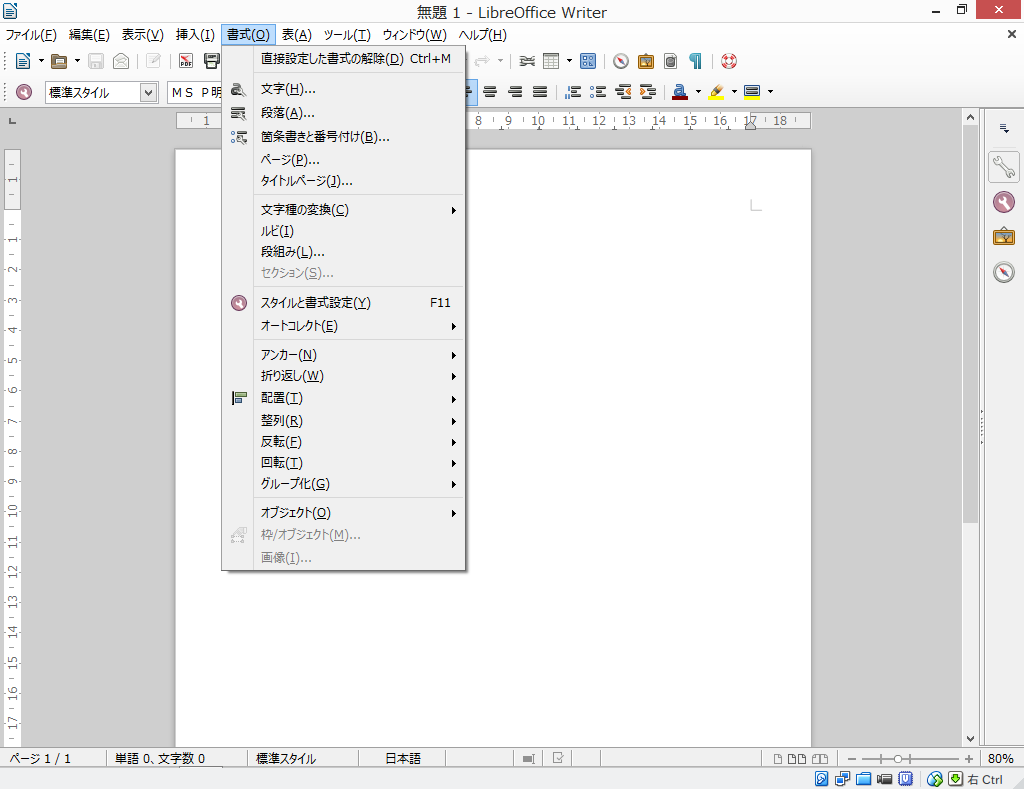 無題 1 - LibreOffice Writer
ファイル(F) 編集(E) 表示(V) 挿入(I) 書式(O) 表(A) ツール(T) ウィンドウ(W) ヘルプ(H)
標準スタイル
ＭＳ Ｐ明
直接設定した書式の解除(D) Ctrl+M
文字(H)...
段落(A)...
箇条書きと番号付け(B)...
ページ(P)...
タイトルページ(J)...
文字種の変換(C)
ルビ(I)
段組み(L)...
セクション(S)...
スタイルと書式設定(Y) F11
オートコレクト(E)
アンカー(N)
折り返し(W)
配置(T)
整列(R)
反転(F)
回転(T)
グループ化(G)
オブジェクト(O)
枠/オブジェクト(M)...
画像(I)...
1 8 9 10 11 12 13 14 15 16 17 18
1
1
2
3
4
5
6
7
8
9
10
11
12
13
14
15
16
17
ページ 1 / 1 単語 0、文字数 0 標準スタイル 日本語 80%
右 Ctrl